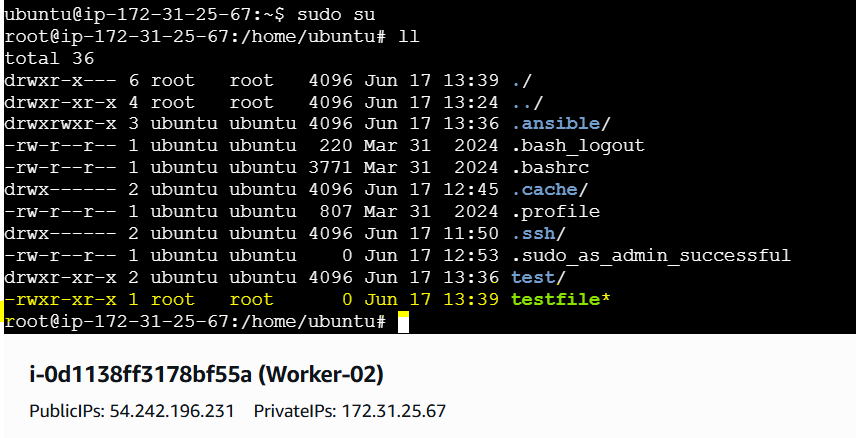 ubuntu@ip-172-31-25-67:~$ sudo su
root@ip-172-31-25-67:/home/ubuntu# ll
total 36
drwxr-x--- 6 root   root   4096 Jun 17 13:39 ./
drwxr-xr-x 4 root   root   4096 Jun 17 13:24 ../
drwxrwxr-x 3 ubuntu ubuntu 4096 Jun 17 13:36 .ansible/
-rw-r--r-- 1 ubuntu ubuntu  220 Mar 31  2024 .bash_logout
-rw-r--r-- 1 ubuntu ubuntu 3771 Mar 31  2024 .bashrc
drwx------ 2 ubuntu ubuntu 4096 Jun 17 12:45 .cache/
-rw-r--r-- 1 ubuntu ubuntu  807 Mar 31  2024 .profile
drwx------ 2 ubuntu ubuntu 4096 Jun 17 11:50 .ssh/
-rw-r--r-- 1 ubuntu ubuntu    0 Jun 17 12:53 .sudo_as_admin_successful
drwxr-xr-x 2 ubuntu ubuntu 4096 Jun 17 13:36 test/
-rwxr-xr-x 1 root   root      0 Jun 17 13:39 testfile*
root@ip-172-31-25-67:/home/ubuntu#
i-0d1138ff3178bf55a (Worker-02)
PublicIPs: 54.242.196.231   PrivateIPs: 172.31.25.67